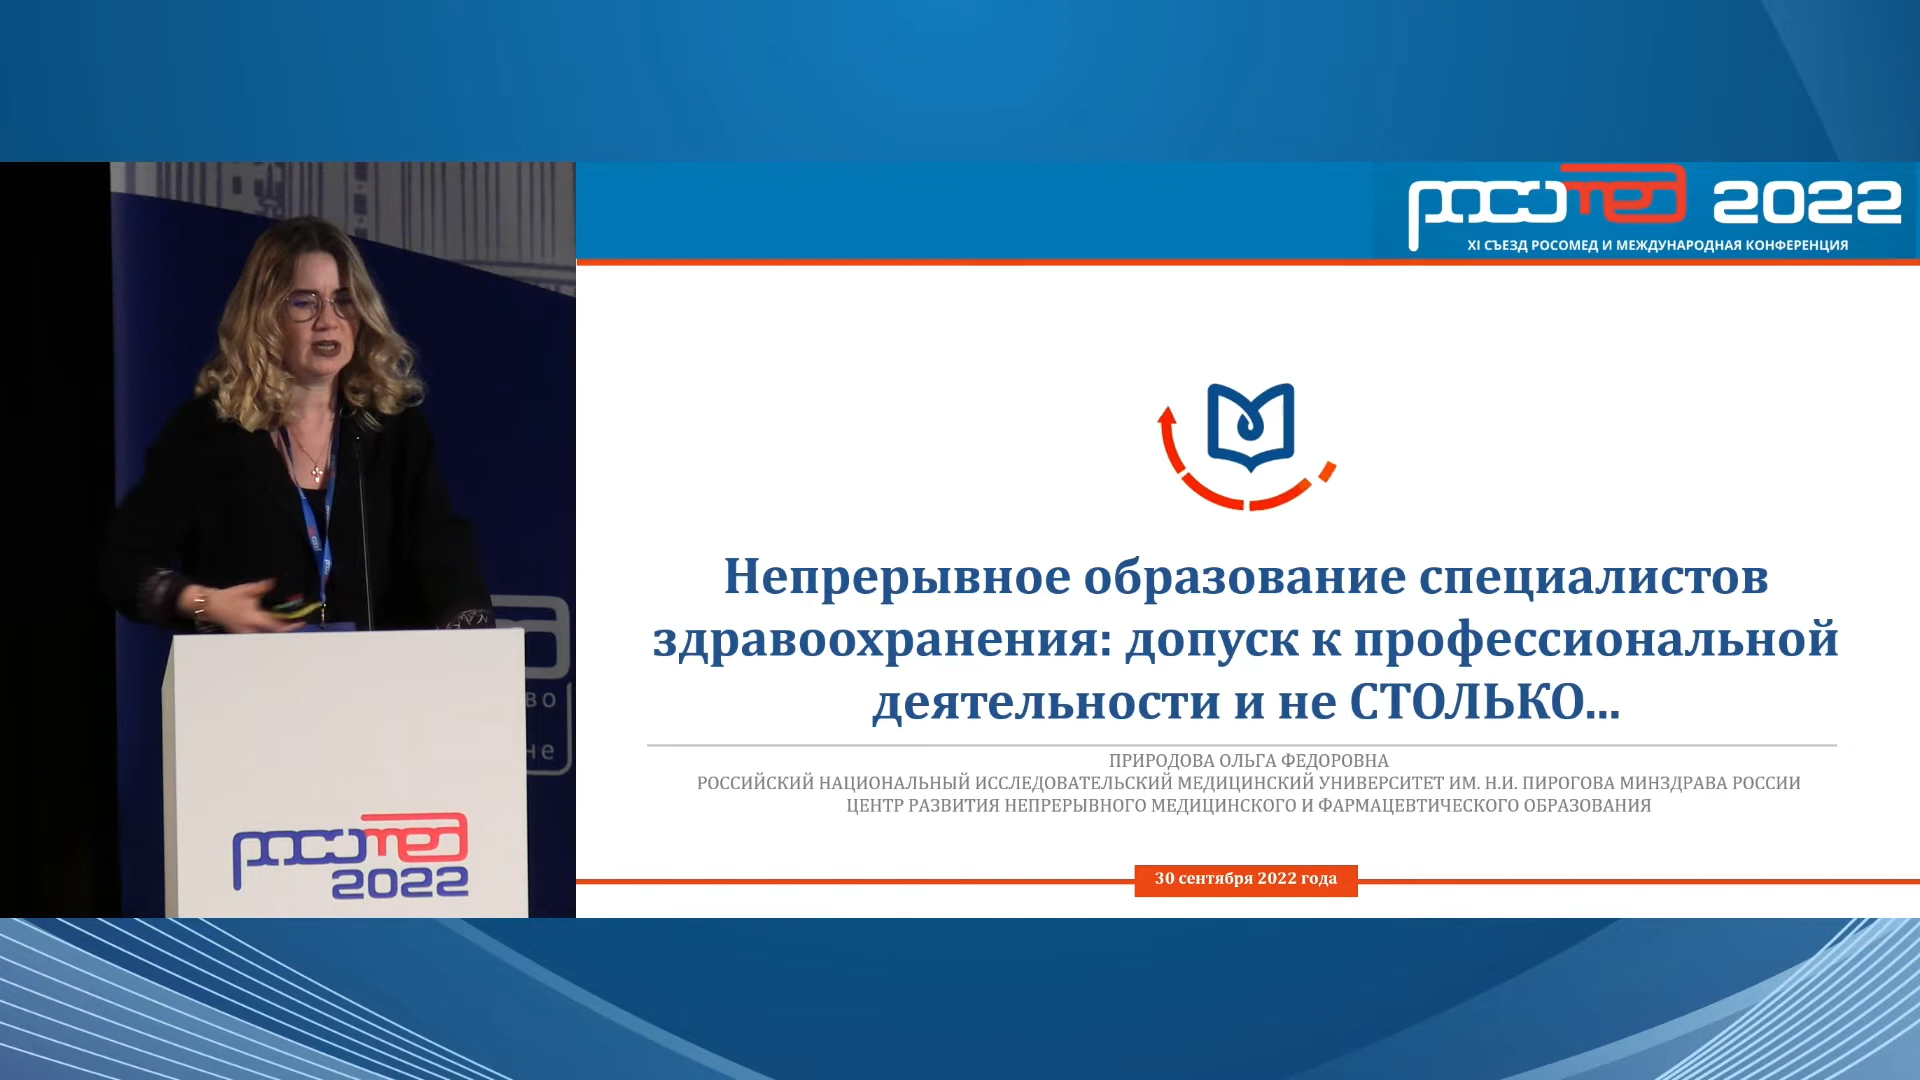 росомед 2022
XI СЪЕЗД РОСОМЕД И МЕЖДУНАРОДНАЯ КОНФЕРЕНЦИЯ
Непрерывное образование специалистов
здравоохранения: допуск к профессиональной
деятельности и не СТОЛЬКО...
ПРИРОДОВА ОЛЬГА ФЕДОРОВНА
РОССИЙСКИЙ НАЦИОНАЛЬНЫЙ ИССЛЕДОВАТЕЛЬСКИЙ МЕДИЦИНСКИЙ УНИВЕРСИТЕТ ИМ. Н.И. ПИРОГОВА МИНЗДРАВА РОССИИ
ЦЕНТР РАЗВИТИЯ НЕПРЕРЫВНОГО МЕДИЦИНСКОГО И ФАРМАЦЕВТИЧЕСКОГО ОБРАЗОВАНИЯ
30 сентября 2022 года
росомед
2022